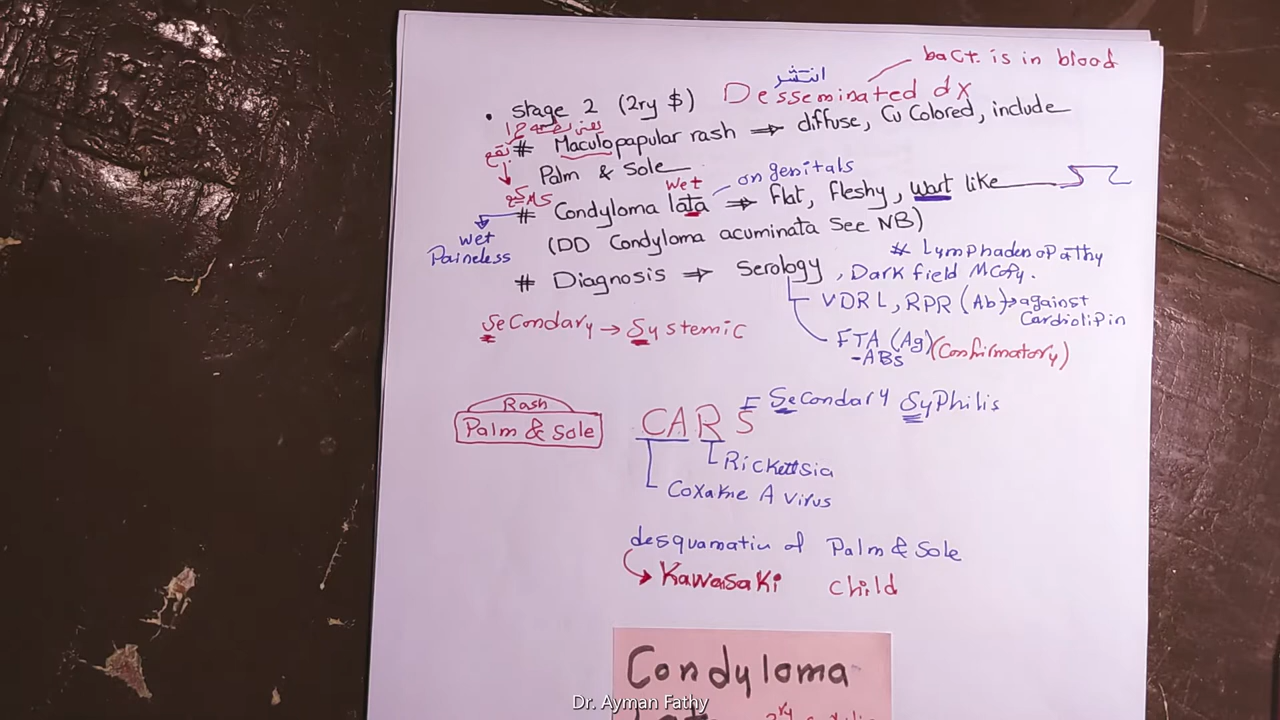 bact. is in blood
انتشر
• Stage 2 (2ry $) Desseminated dx
# Maculopapular rash ⇒ diffuse, Cu Colored, include
بقع
Palm & Sole
wet
on genitals
# Condyloma lata ⇒ flat, fleshy, wart like
wet
Paineless
(DD Condyloma acuminata See NB)
# Lymphadenopathy
# Diagnosis ⇒ Serology, Dark field Mcopy.
VDRL, RPR (Ab) → against
Cardiolipin
Secondary → Systemic
FTA (Ag) (Confirmatory)
-ABS
Rash
Palm & Sole
CARS Secondary Syphilis
Rickettsia
Coxakie A virus
desquamatin of Palm & Sole
Kawasaki child
Condyloma
Dr. Ayman Fathy